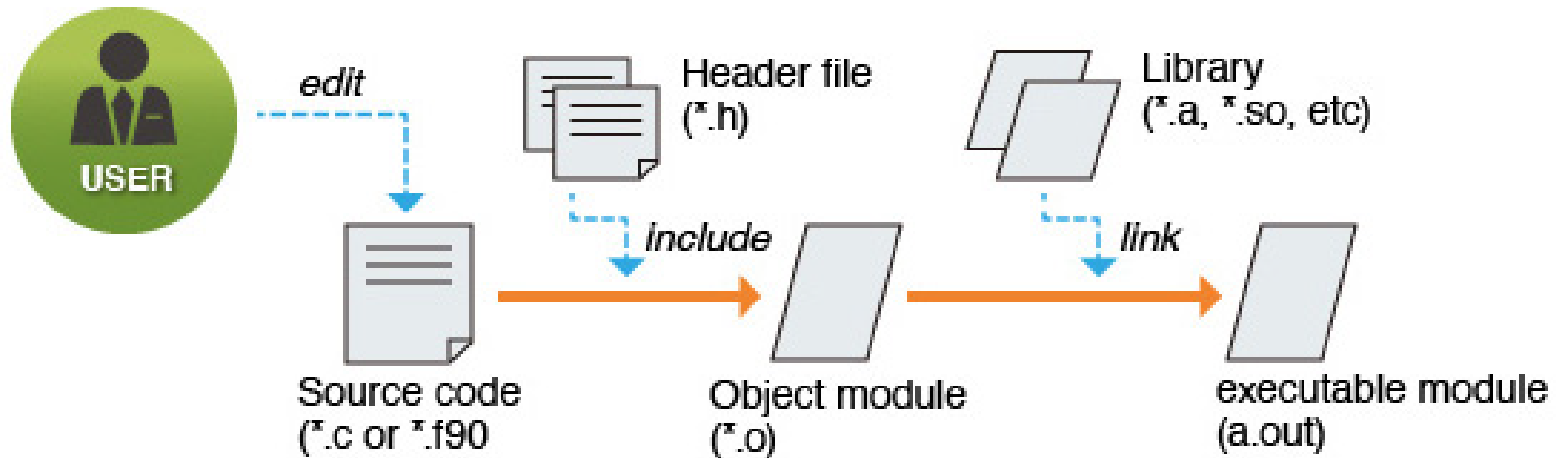 USER
edit
Header file
(*.h)
include
Library
(*.a, *.so, etc)
link
Source code
(*.c or *.f90
Object module
(*.o)
executable module
(a.out)